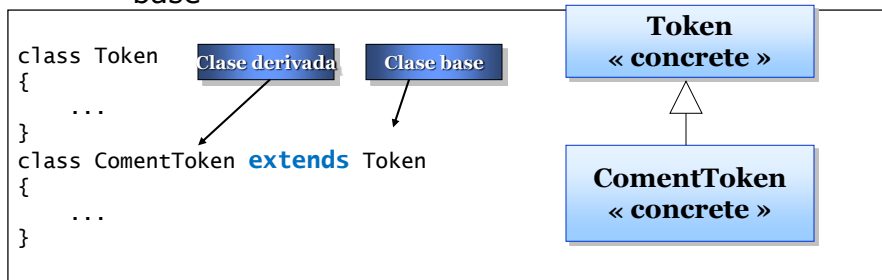 base
class Token
{
...
}
class ComentToken extends Token
{
...
}
Clase derivada
Clase base
Token
« concrete »
ComentToken
« concrete »